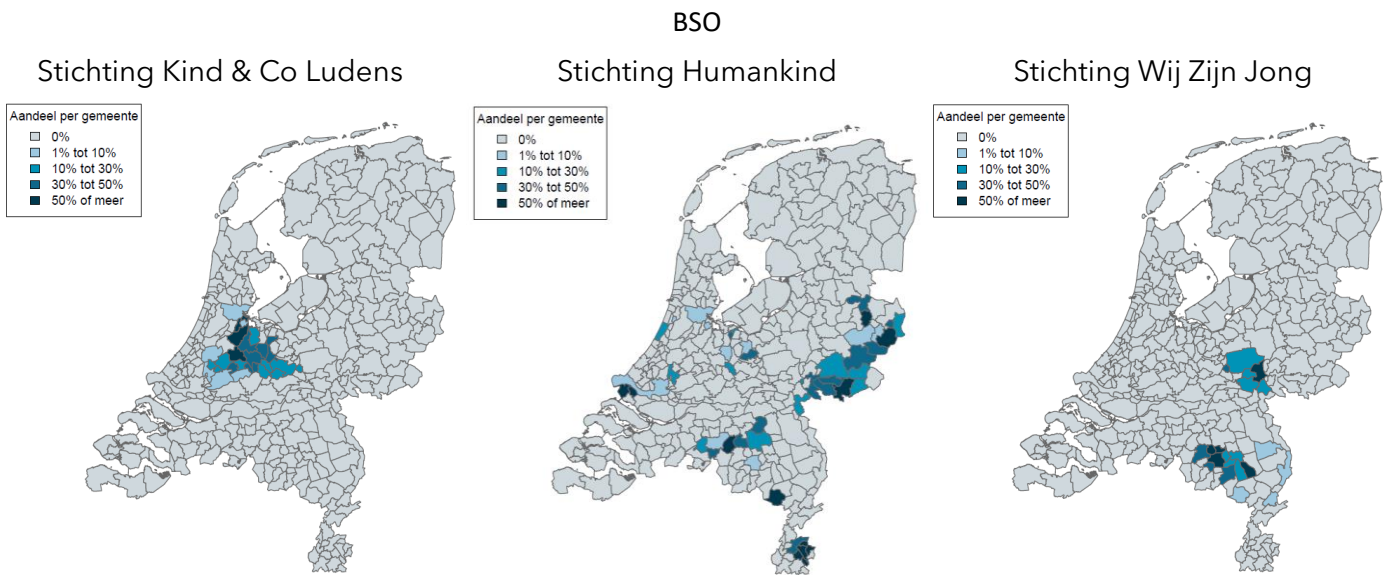 BSO
Stichting Kind & Co Ludens
Stichting Humankind
Stichting Wij Zijn Jong
Aandeel per gemeente
0%
1% tot 10%
10% tot 30%
30% tot 50%
50% of meer
Aandeel per gemeente
0%
1% tot 10%
10% tot 30%
30% tot 50%
50% of meer
Aandeel per gemeente
0%
1% tot 10%
10% tot 30%
30% tot 50%
50% of meer